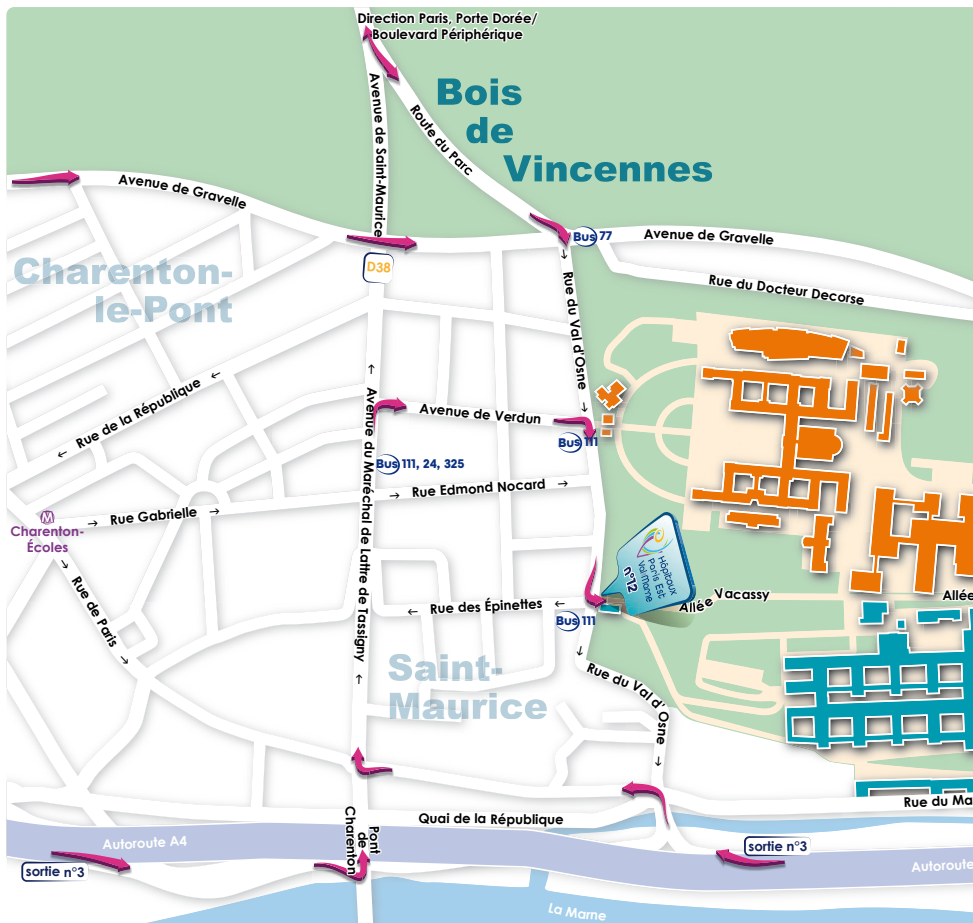 Direction Paris, Porte Dorée/
Boulevard Périphérique
Bois
de
Vincennes
Avenue de Saint-Maurice
Route du Parc
Avenue de Gravelle
Bus 77
Avenue de Gravelle
Rue du Docteur Decorse
Charenton-
le-Pont
D38
Rue du Val d'Osne
Rue de la République
Avenue de Verdun
Bus 111
Avenue du Maréchal de Lattre de Tassigny
Bus 111, 24, 325
Rue Edmond Nocard
Rue Gabrielle
M
Charenton-
Écoles
Rue de Paris
Hôpitaux
Paris Est
Val Marne
n°12
Rue des Épinettes
Allée Vacassy
Allée
Bus 111
Saint-
Maurice
Rue du Val d' Osne
Rue du Ma
Quai de la République
Pont
de
Charenton
Autoroute A4
sortie n°3
sortie n°3
Autoroute
La Marne